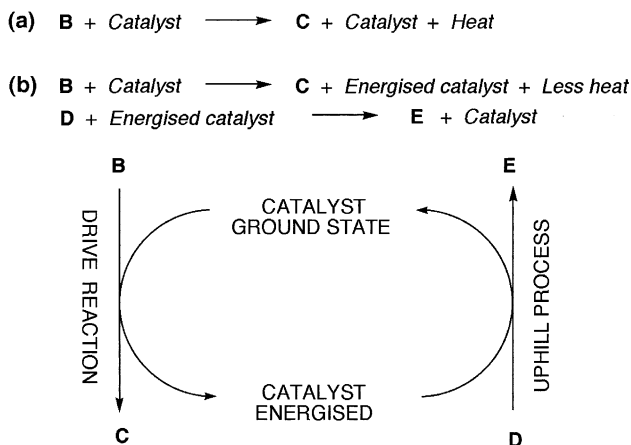 (a) B + Catalyst → C + Catalyst + Heat
(b) B + Catalyst → C + Energised catalyst + Less heat
D + Energised catalyst → E + Catalyst
B
E
DRIVE REACTION
CATALYST
GROUND STATE
UPHILL PROCESS
CATALYST
ENERGISED
C
D